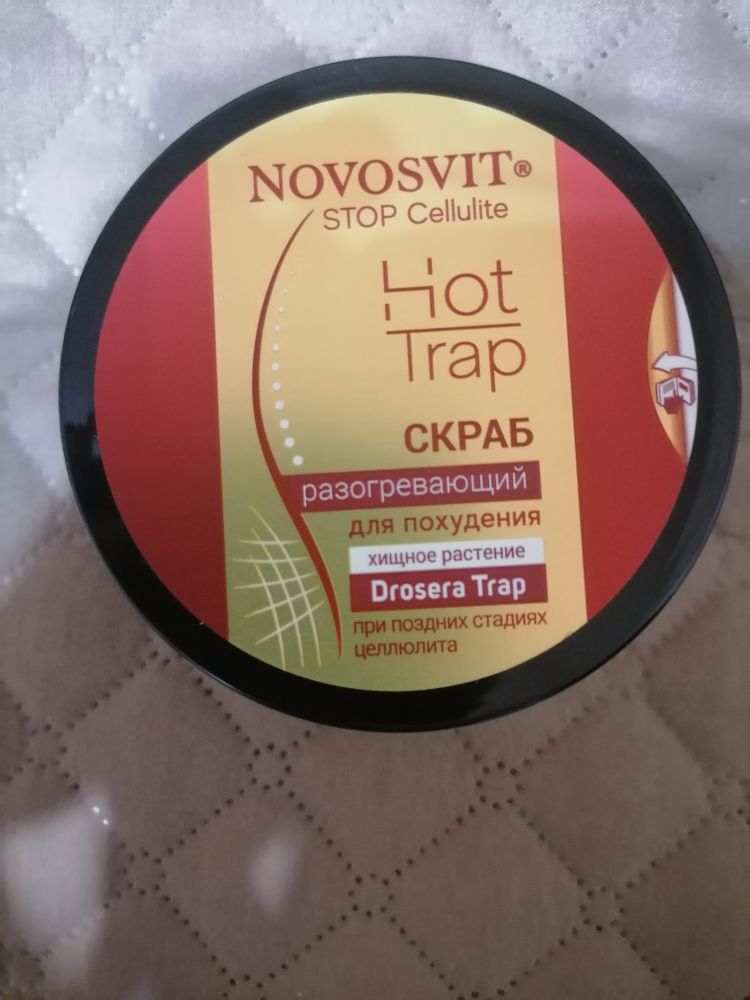 NOVOSVIT®
STOP Cellulite
Hot
Trap
СКРАБ
разогревающий
для похудения
хищное растение
Drosera Trap
при поздних стадиях
целлюлита